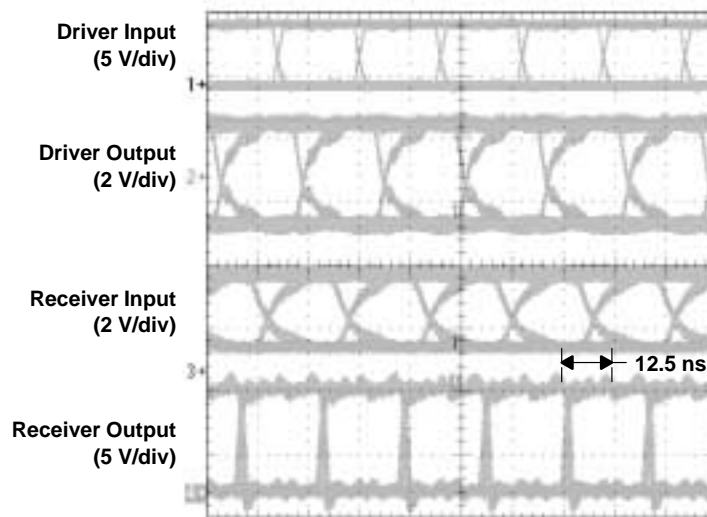 Driver Input
(5 V/div)
1
Driver Output
(2 V/div)
2
Receiver Input
(2 V/div)
12.5 ns
3
Receiver Output
(5 V/div)